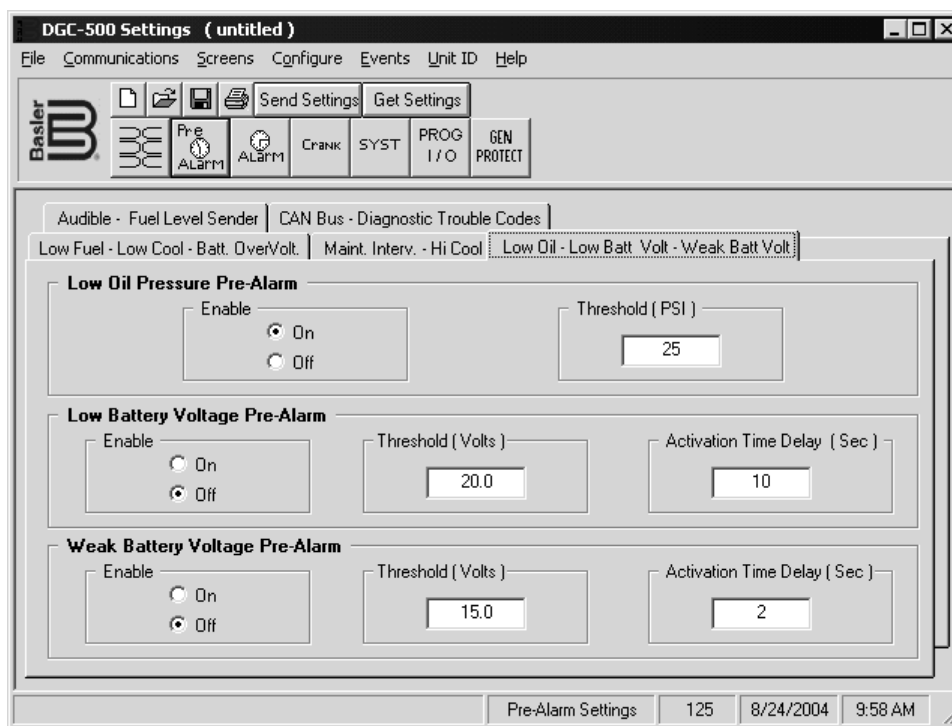 DGC-500 Settings ( untitled )
File Communications Screens Configure Events Unit ID Help
Basler
Send Settings Get Settings
Pre ALarm
ALarm
Crank
SYST
PROG I/O
GEN PROTECT
Audible - Fuel Level Sender CAN Bus - Diagnostic Trouble Codes
Low Fuel - Low Cool - Batt. OverVolt. Maint. Interv. - Hi Cool Low Oil - Low Batt Volt - Weak Batt Volt
Low Oil Pressure Pre-Alarm
Enable Threshold ( PSI )
On
25
Off
Low Battery Voltage Pre-Alarm
Enable Threshold ( Volts ) Activation Time Delay ( Sec )
On
20.0 10
Off
Weak Battery Voltage Pre-Alarm
Enable Threshold ( Volts ) Activation Time Delay ( Sec )
On
15.0 2
Off
Pre-Alarm Settings 125 8/24/2004 9:58 AM